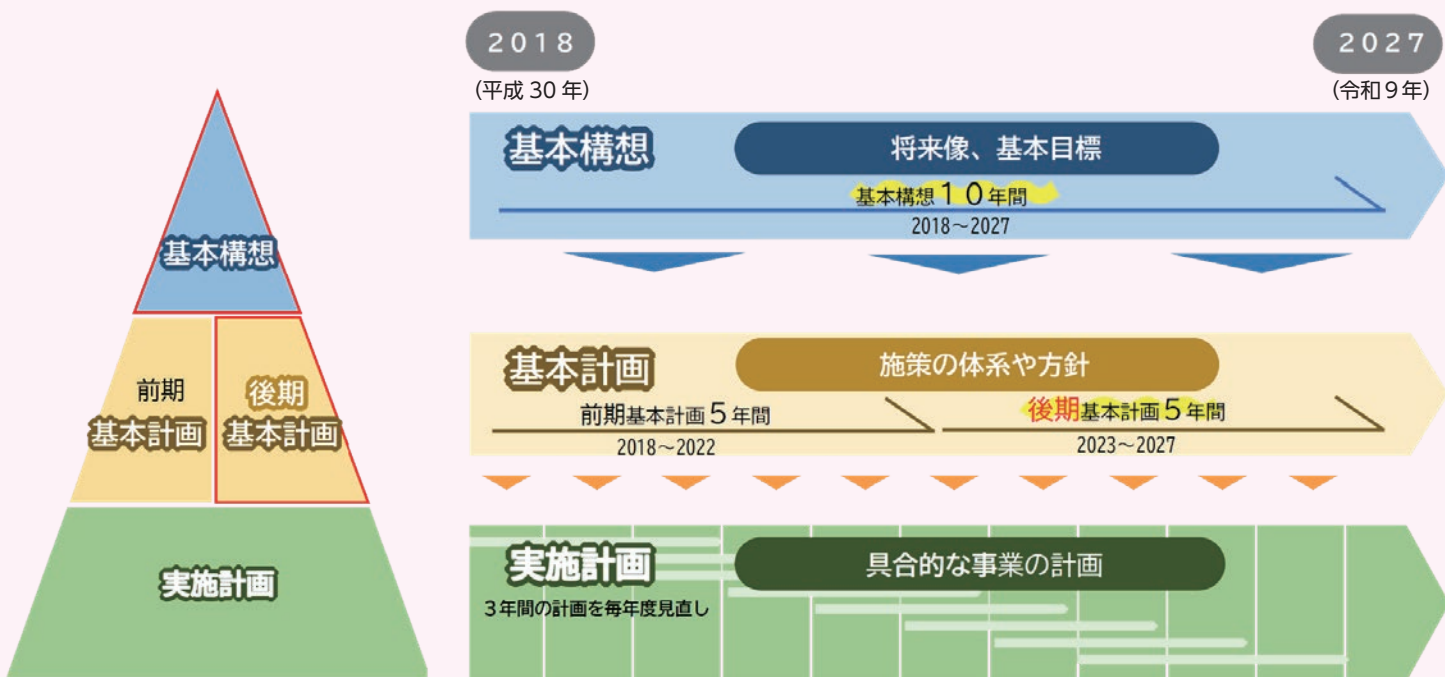 2018
(平成30年)
2027
(令和9年)
基本構想
前期
基本計画
後期
基本計画
実施計画
基本構想
将来像、基本目標
基本構想10年間
2018～2027
基本計画
施策の体系や方針
前期基本計画5年間
2018～2022
後期基本計画5年間
2023～2027
実施計画
具合的な事業の計画
3年間の計画を毎年度見直し